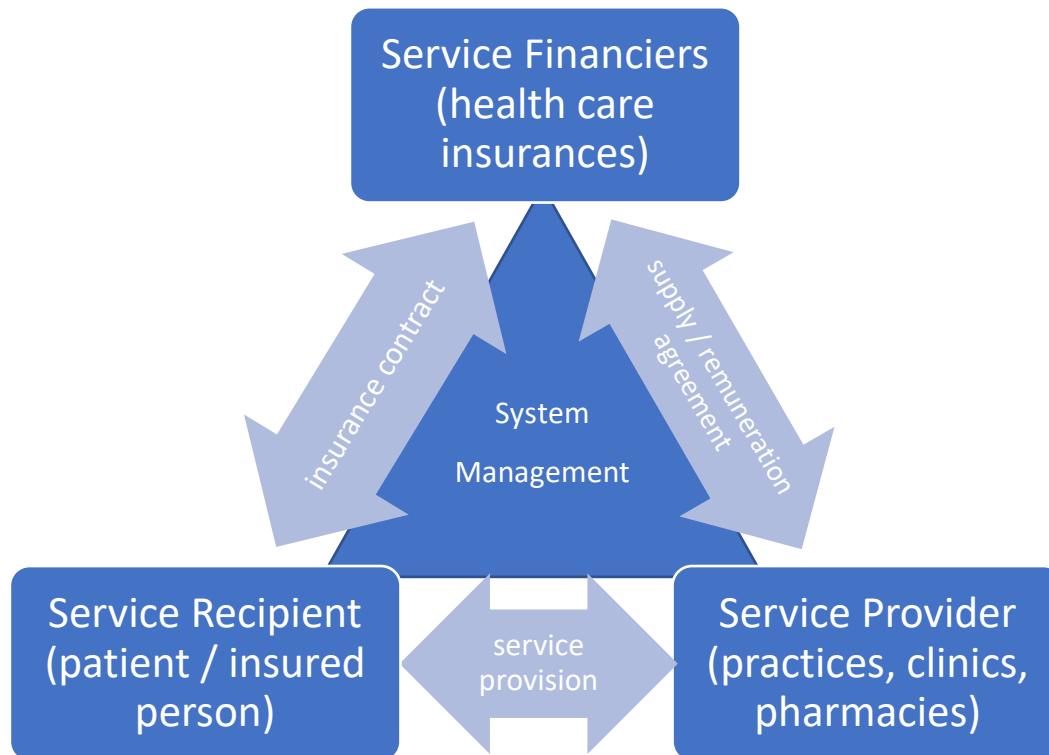 Service Financiers
(health care
insurances)
insurance contract
supply / remuneration
agreement
System
Management
Service Recipient
(patient / insured
person)
service
provision
Service Provider
(practices, clinics,
pharmacies)